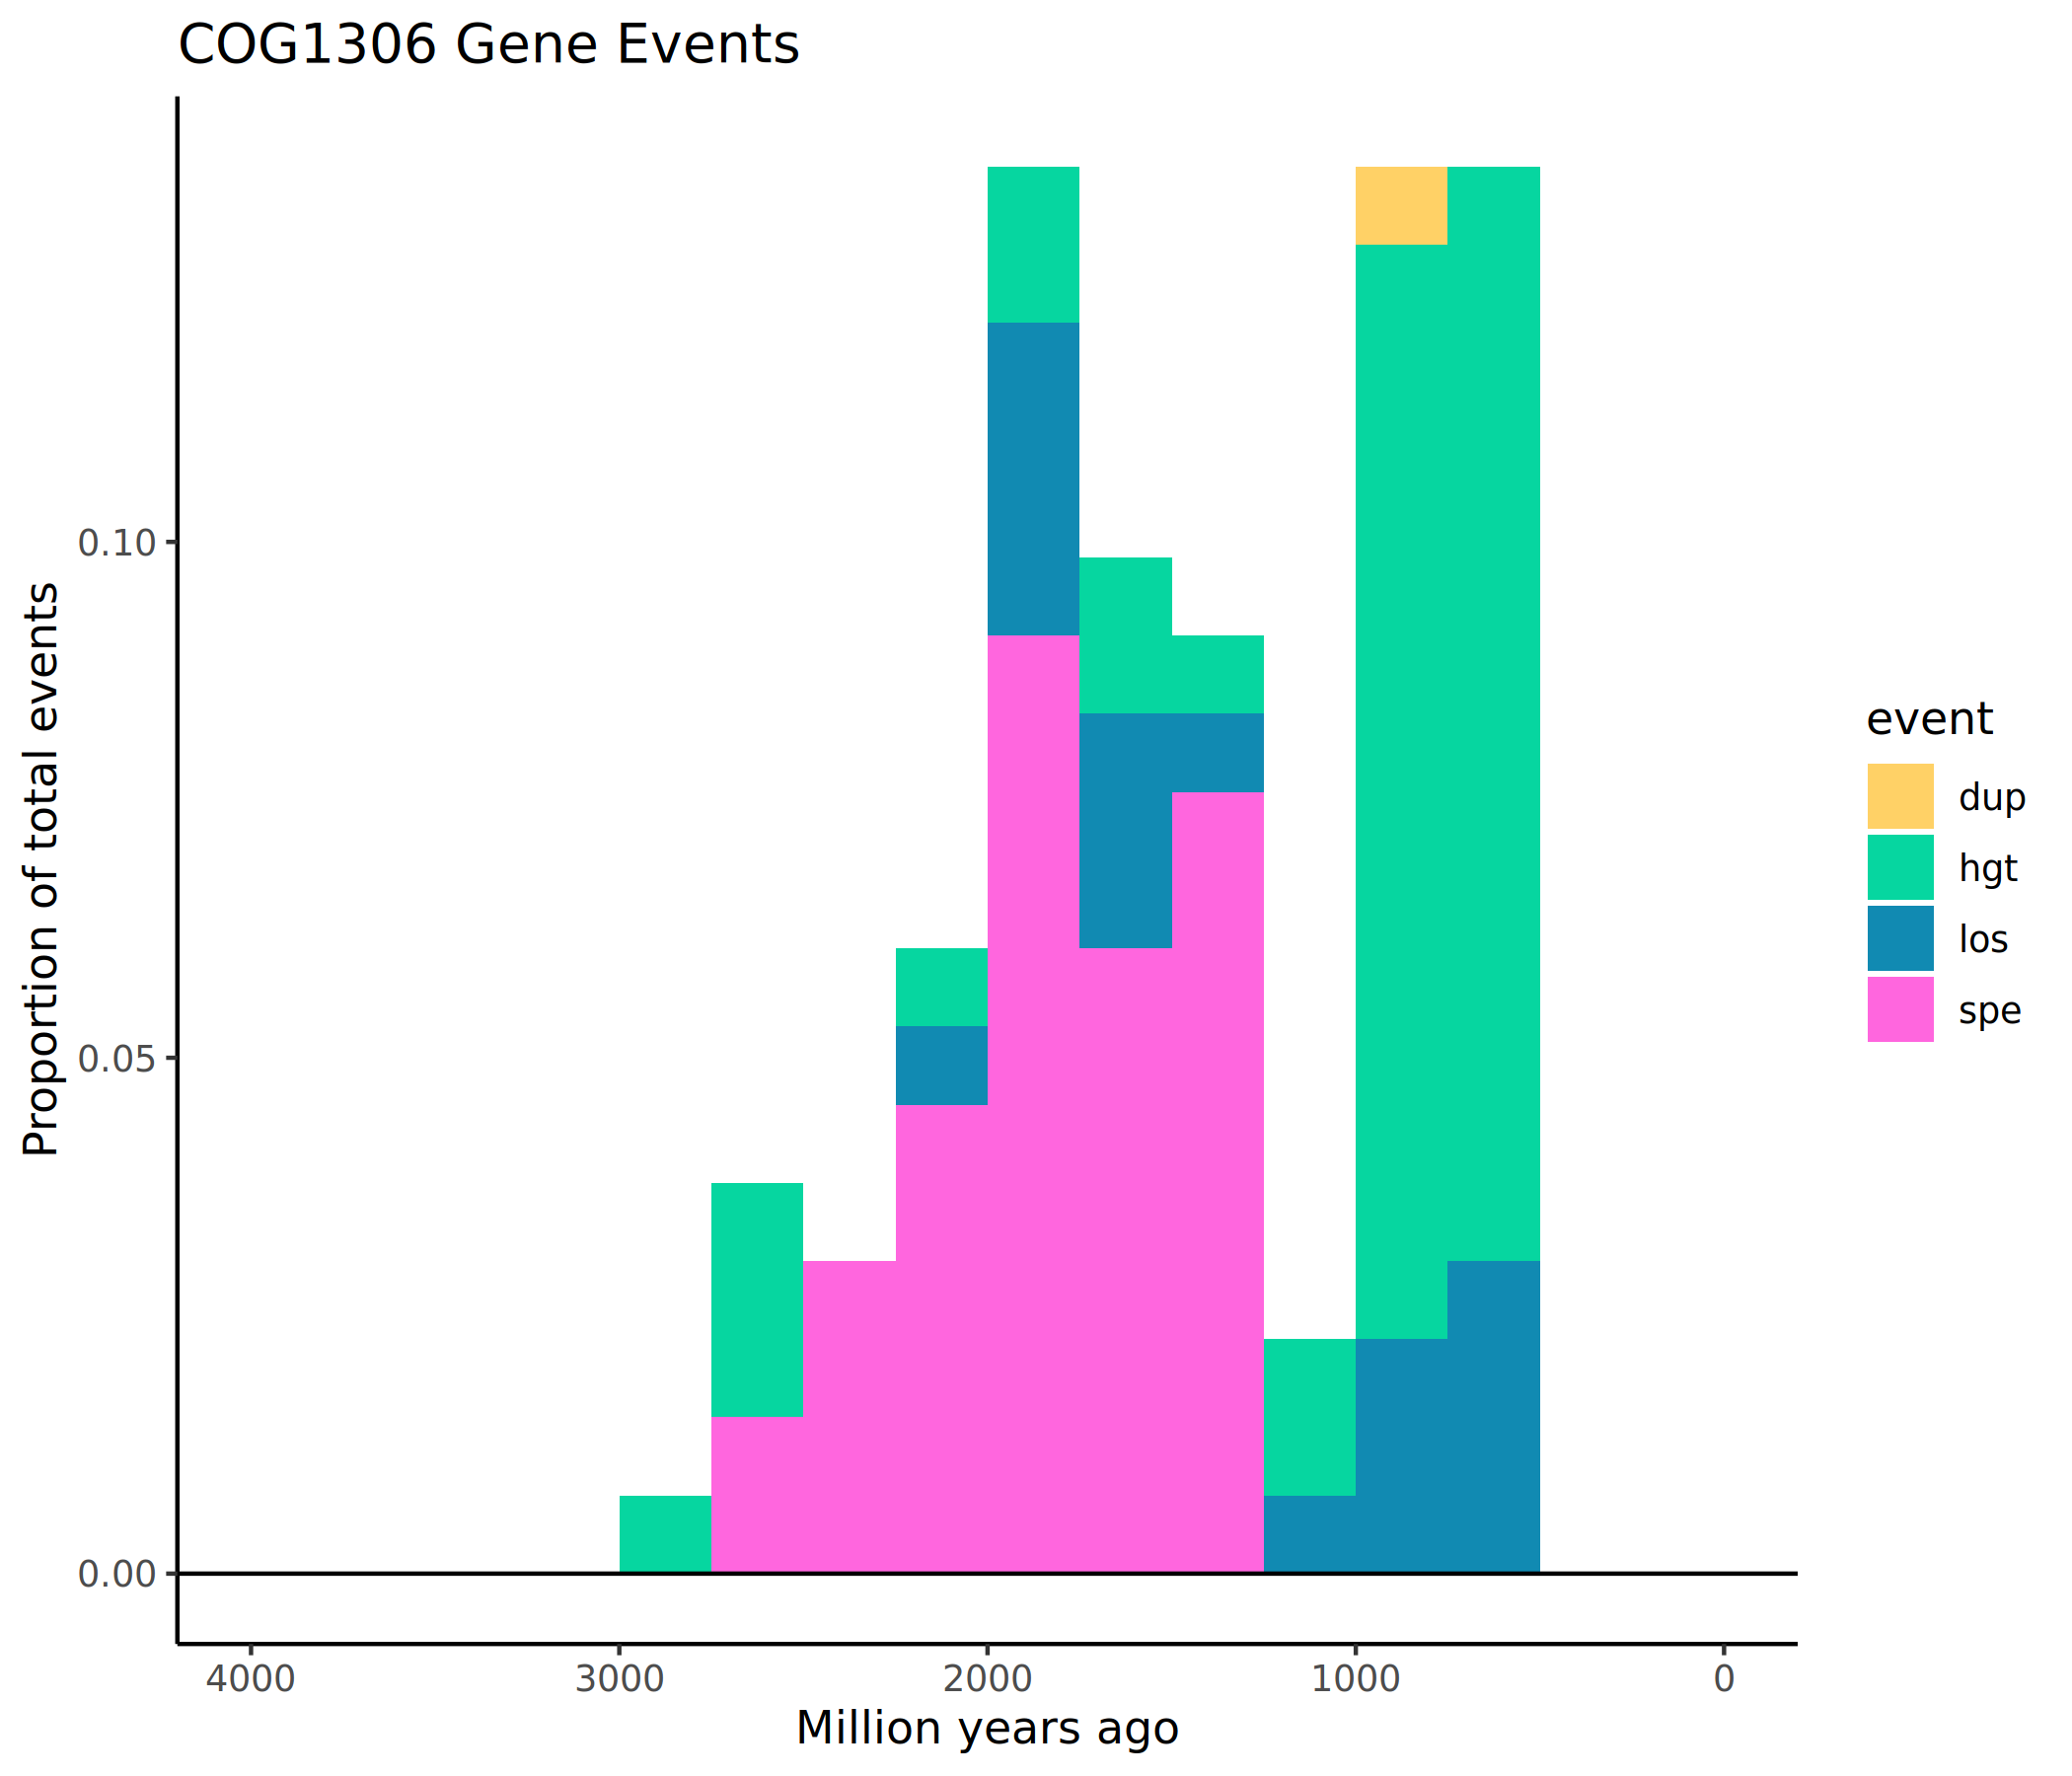 COG1306 Gene Events
Proportion of total events
0.10
0.05
0.00
4000
3000
2000
1000
0
Million years ago
event
dup
hgt
los
spe